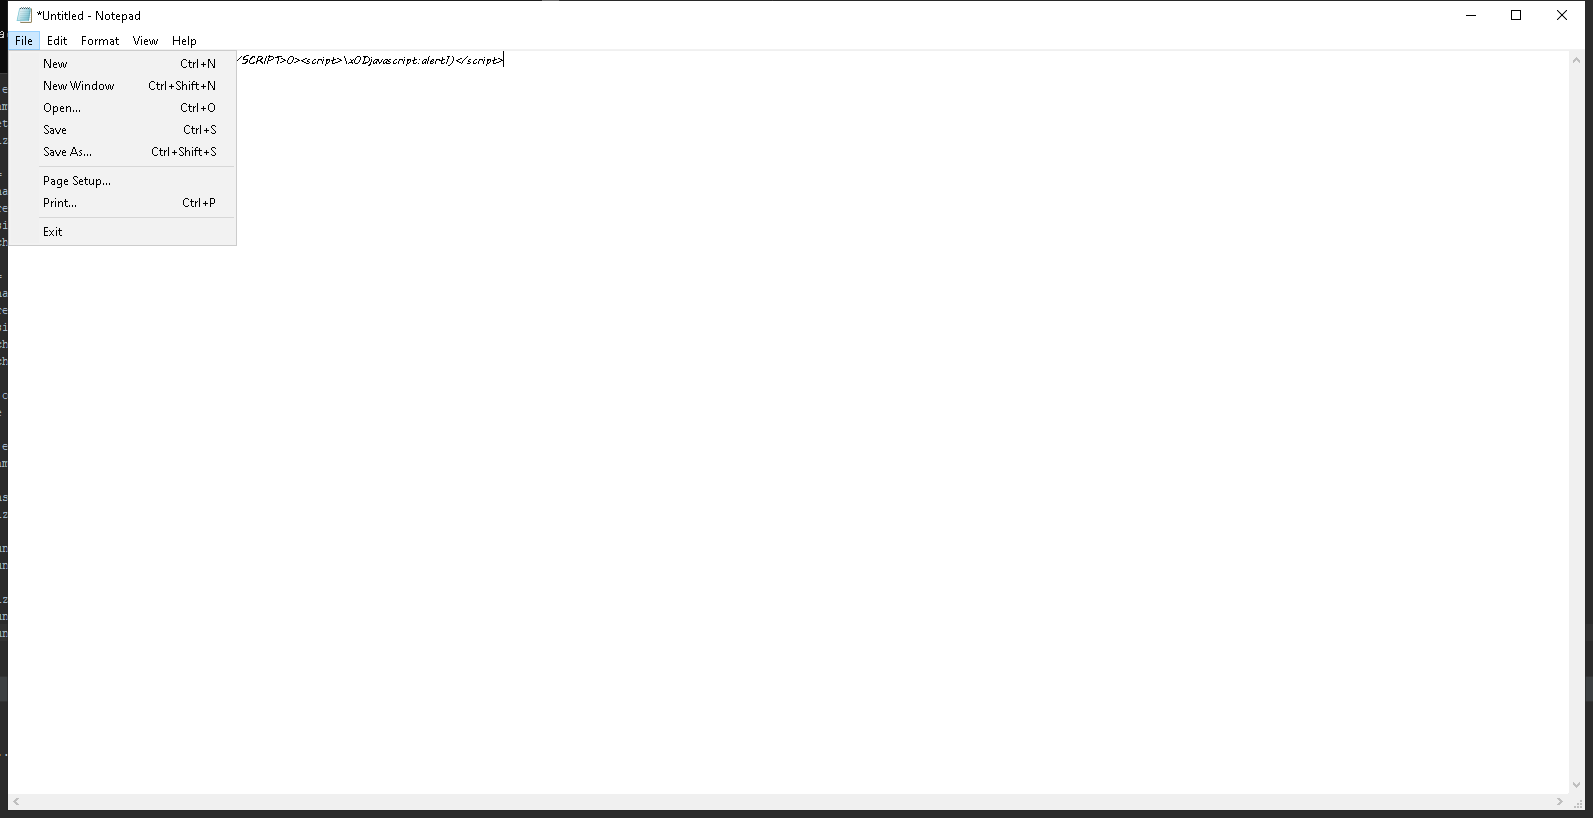 *Untitled - Notepad
File Edit Format View Help
/SCRIPT>0><script>\x0Djavascript:alert1)</script>
New Ctrl+N
New Window Ctrl+Shift+N
Open... Ctrl+O
Save Ctrl+S
Save As... Ctrl+Shift+S
Page Setup...
Print... Ctrl+P
Exit